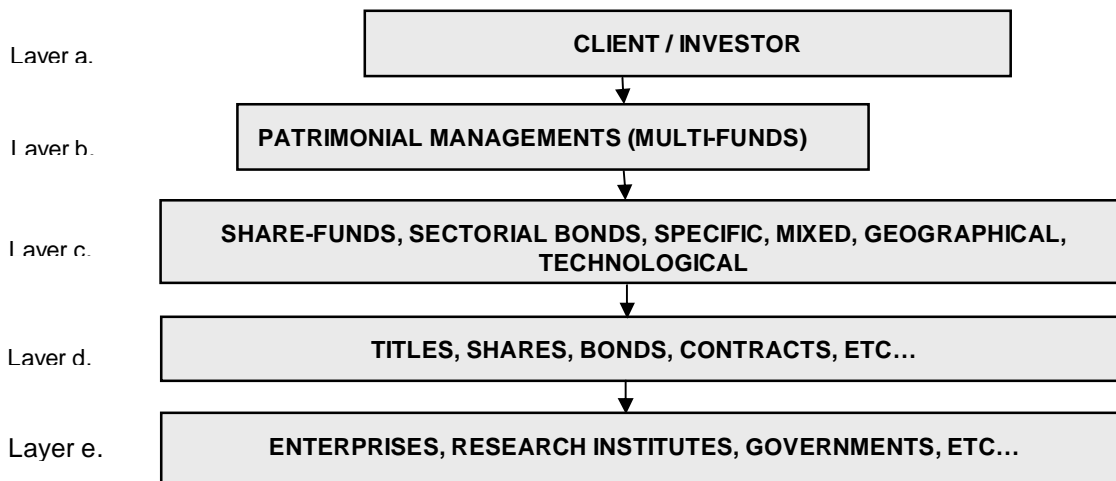 Layer a.
CLIENT / INVESTOR
Layer b.
PATRIMONIAL MANAGEMENTS (MULTI-FUNDS)
Layer c.
SHARE-FUNDS, SECTORIAL BONDS, SPECIFIC, MIXED, GEOGRAPHICAL,
TECHNOLOGICAL
Layer d.
TITLES, SHARES, BONDS, CONTRACTS, ETC…
Layer e.
ENTERPRISES, RESEARCH INSTITUTES, GOVERNMENTS, ETC…